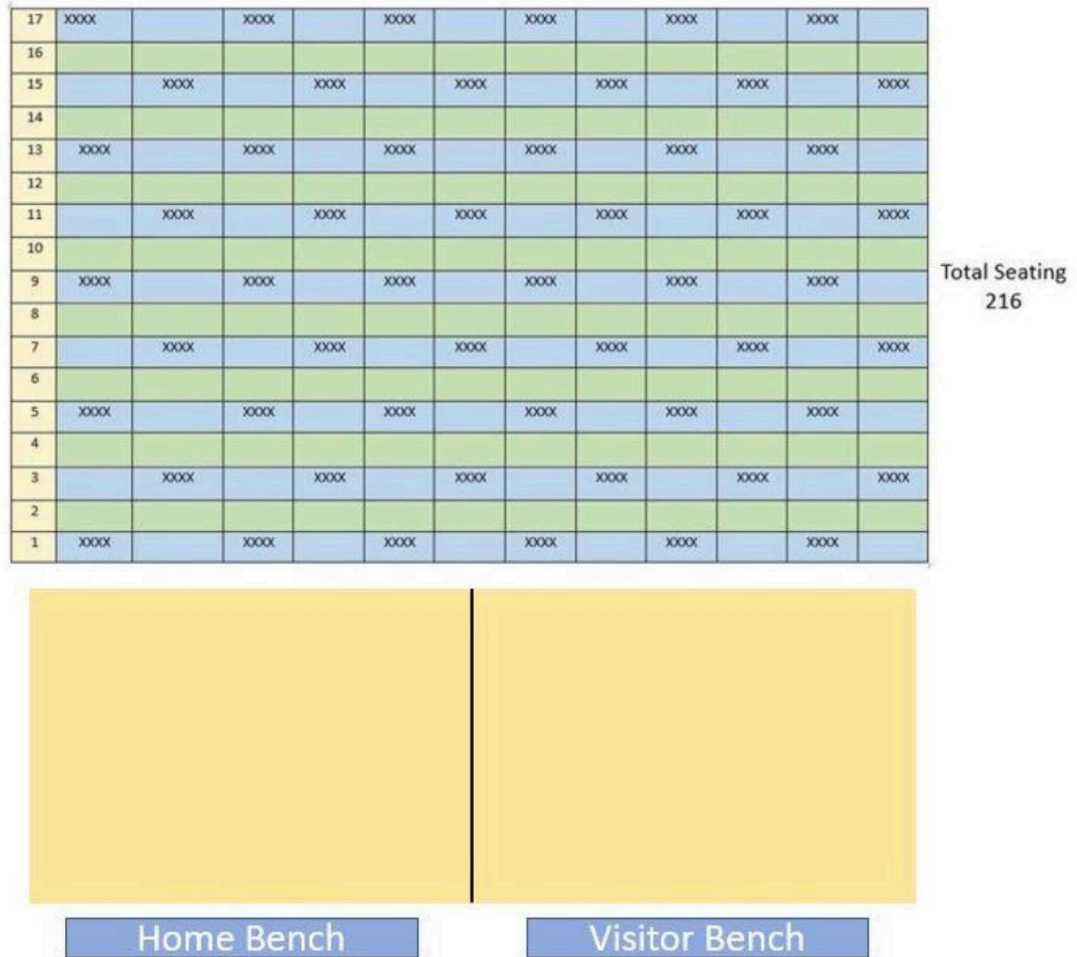 17 XXXX XXXX XXXX XXXX XXXX XXXX
16
15 XXXX XXXX XXXX XXXX XXXX XXXX
14
13 XXXX XXXX XXXX XXXX XXXX XXXX
12
11 XXXX XXXX XXXX XXXX XXXX XXXX
10
9 XXXX XXXX XXXX XXXX XXXX XXXX
8
7 XXXX XXXX XXXX XXXX XXXX XXXX
6
5 XXXX XXXX XXXX XXXX XXXX XXXX
4
3 XXXX XXXX XXXX XXXX XXXX XXXX
2
1 XXXX XXXX XXXX XXXX XXXX XXXX
Total Seating
216
Home Bench
Visitor Bench